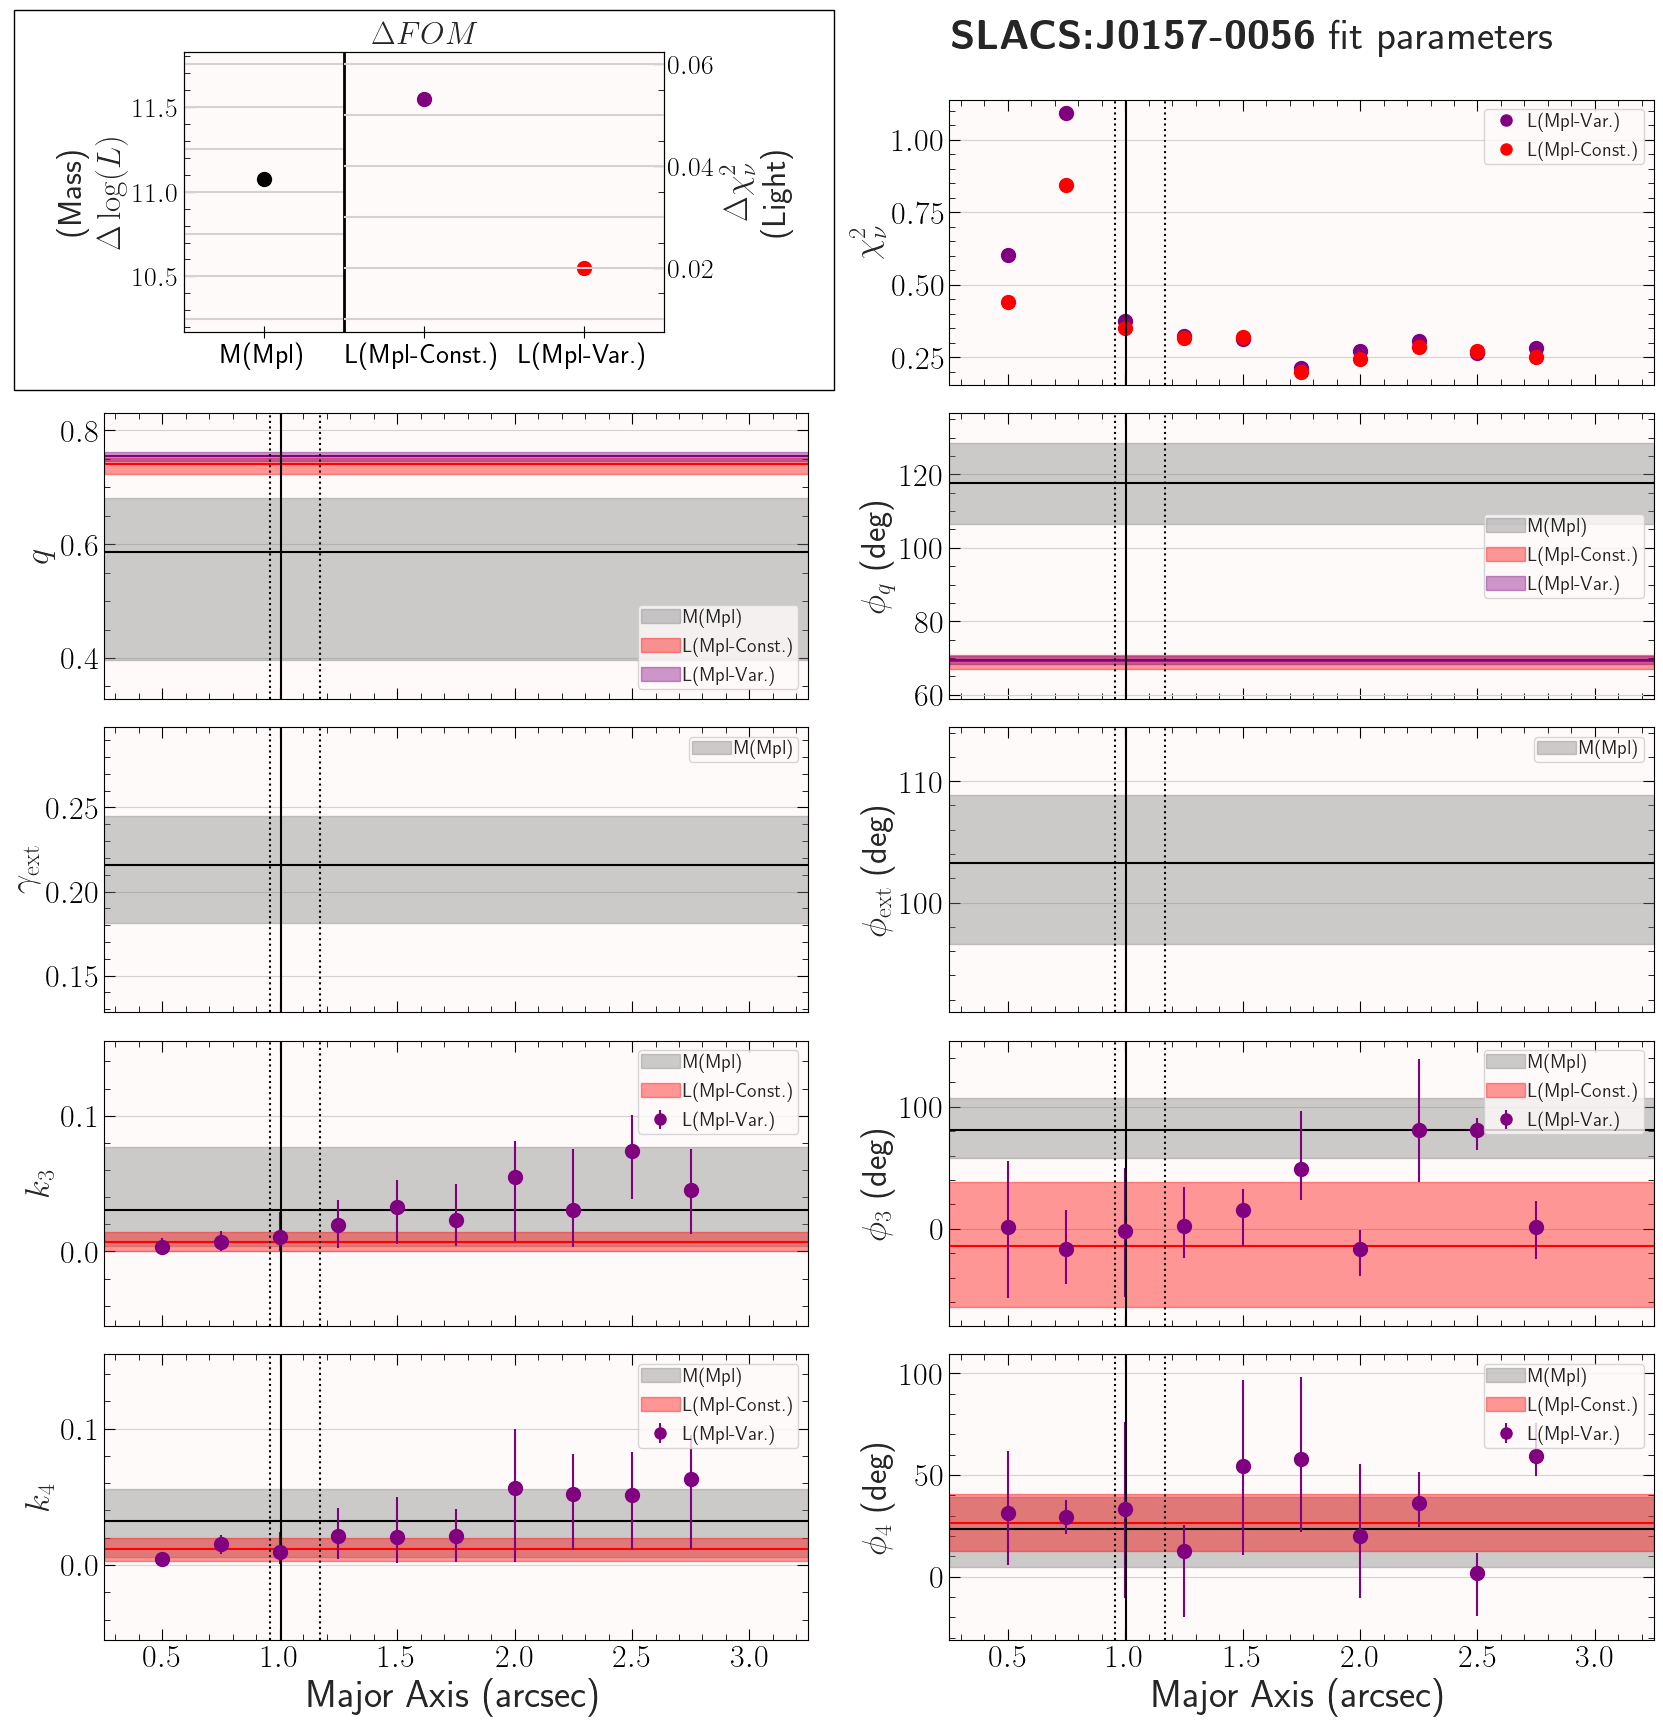 ΔFOM
SLACS:J0157-0056 fit parameters
(Mass)
Δ log(L)
11.5
11.0
10.5
0.06
0.04
0.02
Δχ²ᵥ
(Light)
M(Mpl) L(Mpl-Const.) L(Mpl-Var.)
χ²ᵥ
1.00
0.75
0.50
0.25
L(Mpl-Var.)
L(Mpl-Const.)
q
0.8
0.6
0.4
M(Mpl)
L(Mpl-Const.)
L(Mpl-Var.)
ϕ_q (deg)
120
100
80
60
M(Mpl)
L(Mpl-Const.)
L(Mpl-Var.)
γ_ext
0.25
0.20
0.15
M(Mpl)
ϕ_ext (deg)
110
100
M(Mpl)
k₃
0.1
0.0
M(Mpl)
L(Mpl-Const.)
L(Mpl-Var.)
ϕ₃ (deg)
100
0
M(Mpl)
L(Mpl-Const.)
L(Mpl-Var.)
k₄
0.1
0.0
M(Mpl)
L(Mpl-Const.)
L(Mpl-Var.)
0.5 1.0 1.5 2.0 2.5 3.0
Major Axis (arcsec)
ϕ₄ (deg)
100
50
0
M(Mpl)
L(Mpl-Const.)
L(Mpl-Var.)
0.5 1.0 1.5 2.0 2.5 3.0
Major Axis (arcsec)